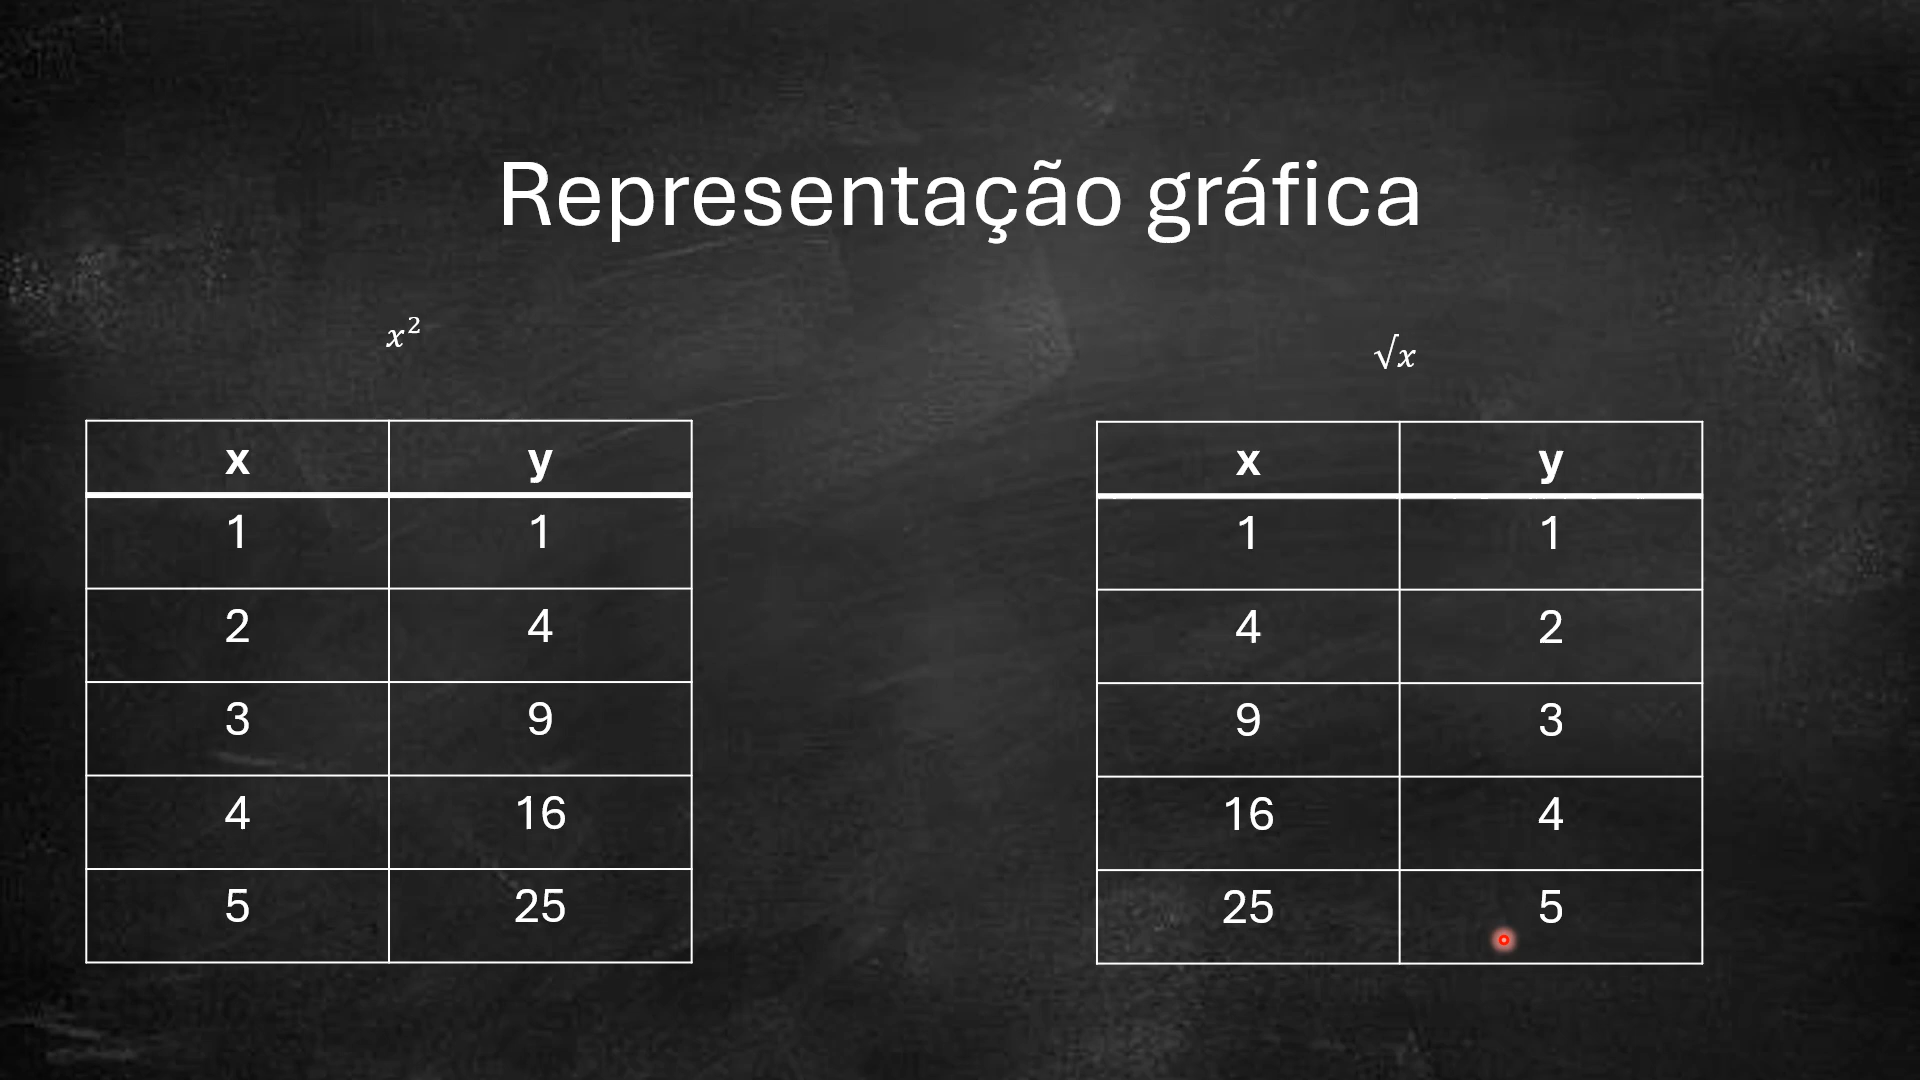 Representação gráfica
x²
x y
1 1
2 4
3 9
4 16
5 25
√x
x y
1 1
4 2
9 3
16 4
25 5